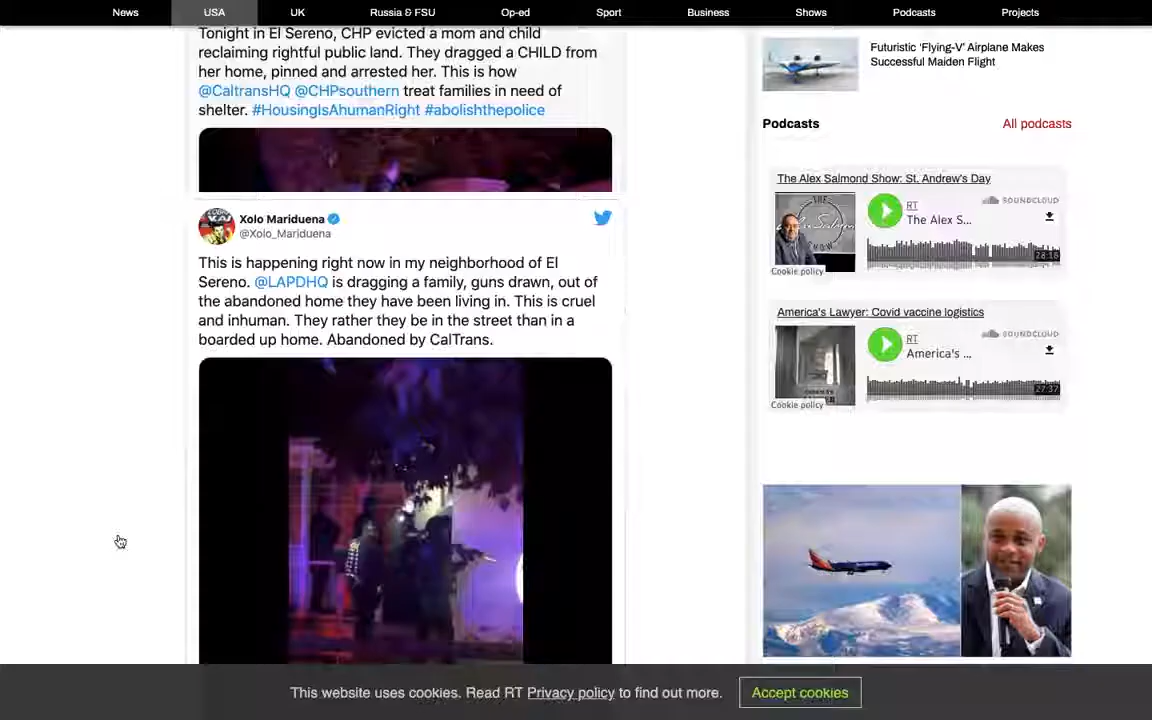 News USA UK Russia & FSU Op-ed Sport Business Shows Podcasts Projects
Tonight in El Sereno, CHP evicted a mom and child
reclaiming rightful public land. They dragged a CHILD from
her home, pinned and arrested her. This is how
@CaltransHQ @CHPsouthern treat families in need of
shelter. #HousingIsAhumanRight #abolishthepolice
Xolo Mariduena
@Xolo_Mariduena
This is happening right now in my neighborhood of El
Sereno. @LAPDHQ is dragging a family, guns drawn, out of
the abandoned home they have been living in. This is cruel
and inhuman. They rather they be in the street than in a
boarded up home. Abandoned by CalTrans.
Futuristic 'Flying-V' Airplane Makes
Successful Maiden Flight
Podcasts All podcasts
The Alex Salmond Show: St. Andrew's Day
SOUNDCLOUD
RT
The Alex S...
28:18
Cookie policy
America's Lawyer: Covid vaccine logistics
SOUNDCLOUD
RT
America's ...
27:37
Cookie policy
This website uses cookies. Read RT Privacy policy to find out more. Accept cookies